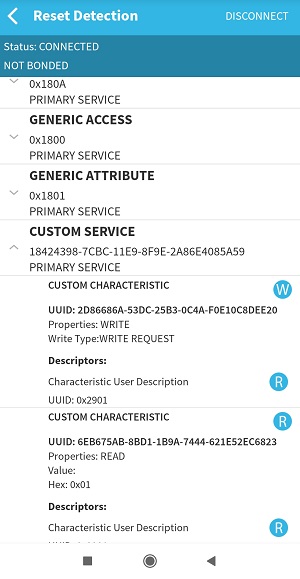 Reset Detection
DISCONNECT
Status: CONNECTED
NOT BONDED
0x180A
PRIMARY SERVICE
GENERIC ACCESS
0x1800
PRIMARY SERVICE
GENERIC ATTRIBUTE
0x1801
PRIMARY SERVICE
CUSTOM SERVICE
18424398-7CBC-11E9-8F9E-2A86E4085A59
PRIMARY SERVICE
CUSTOM CHARACTERISTIC
W
UUID: 2D86686A-53DC-25B3-0C4A-F0E10C8DEE20
Properties: WRITE
Write Type:WRITE REQUEST
Descriptors:
Characteristic User Description
R
UUID: 0x2901
CUSTOM CHARACTERISTIC
R
UUID: 6EB675AB-8BD1-1B9A-7444-621E52EC6823
Properties: READ
Value:
Hex: 0x01
Descriptors:
Characteristic User Description
R